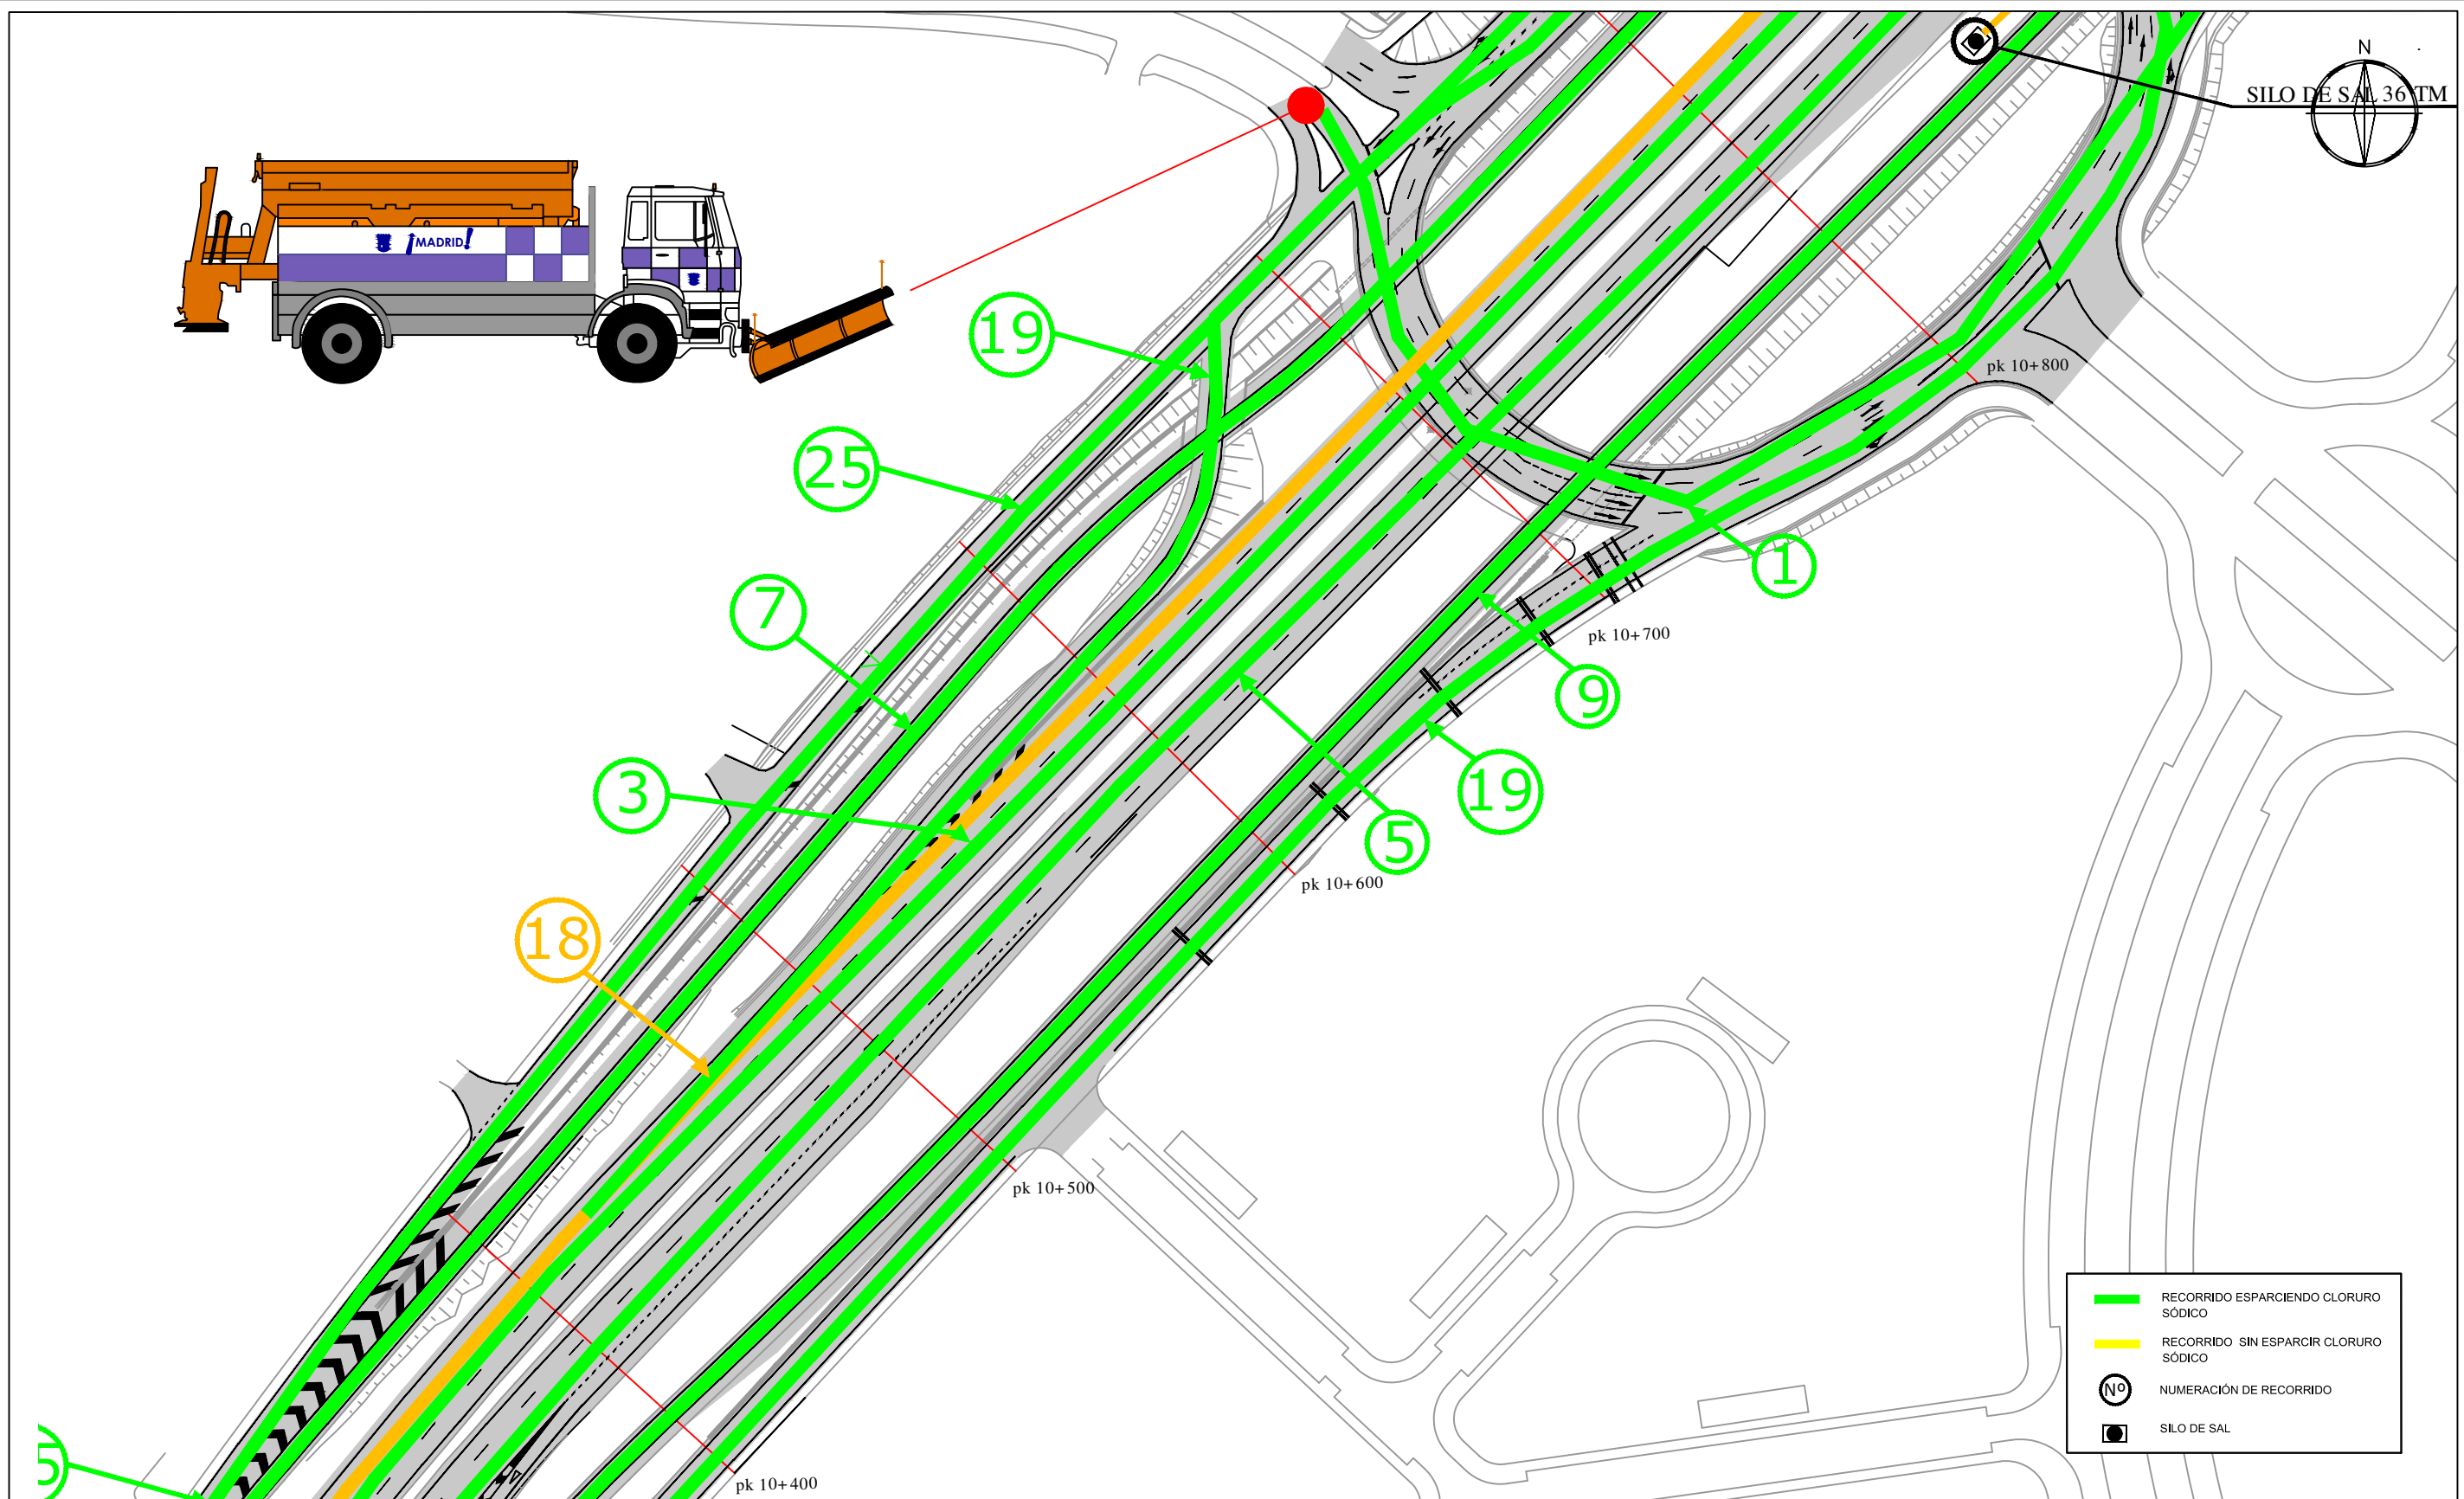 N
SILO DE SAL 36 TM
¡MADRID!
19
25
7
3
18
1
9
19
5
pk 10+800
pk 10+700
pk 10+600
pk 10+500
pk 10+400
5
RECORRIDO ESPARCIENDO CLORURO
SÓDICO
RECORRIDO SIN ESPARCIR CLORURO
SÓDICO
Nº
NUMERACIÓN DE RECORRIDO
SILO DE SAL